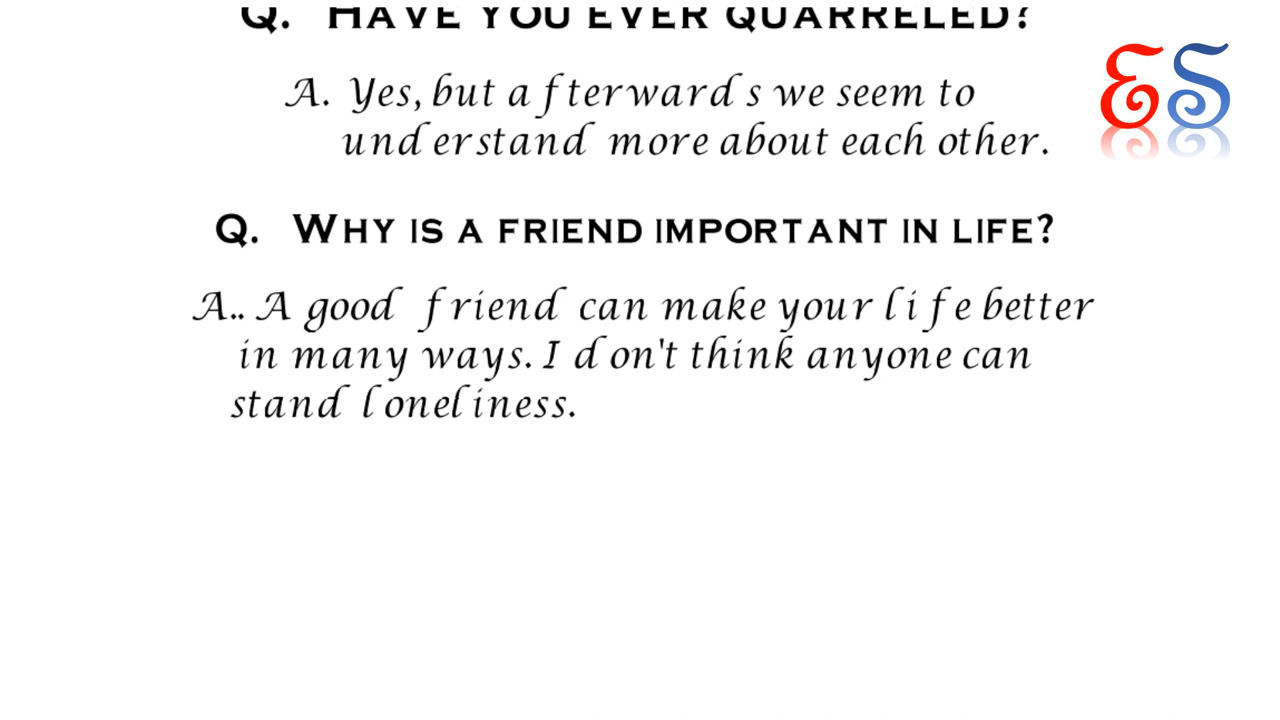 Q. HAVE YOU EVER QUARRELED?
ES
A. Yes, but afterwards we seem to
understand more about each other.
Q. WHY IS A FRIEND IMPORTANT IN LIFE?
A.. A good friend can make your life better
in many ways. I don't think anyone can
stand loneliness.